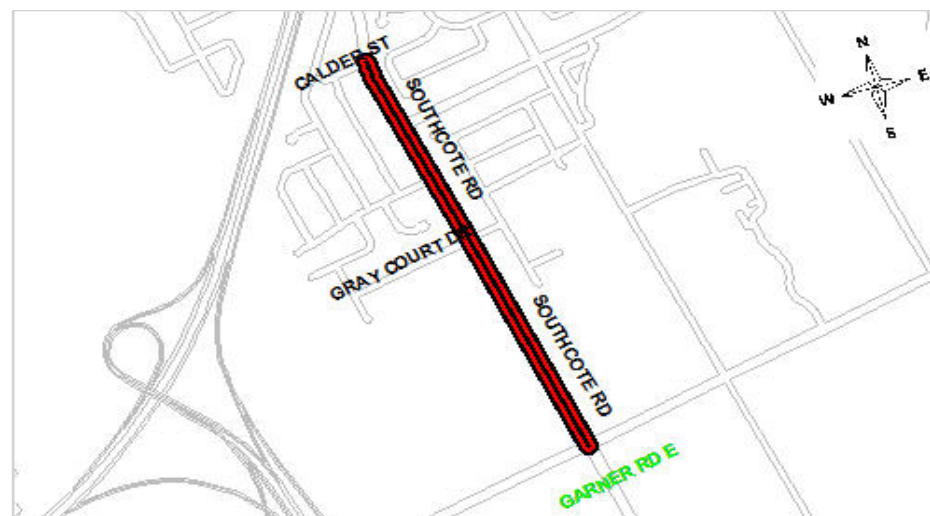 CALDER ST
SOUTHCOTE RD
N
W
E
S
GRAY COURT DR
SOUTHCOTE RD
GARNER RD E